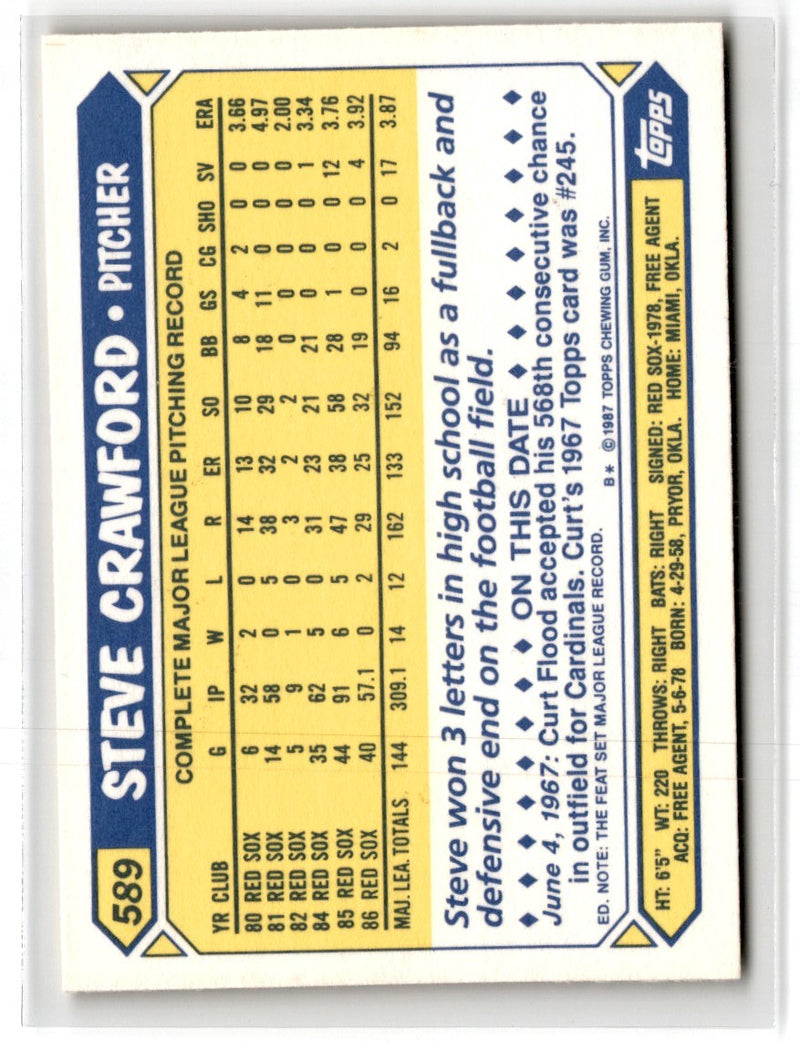 589 STEVE CRAWFORD • PITCHER
COMPLETE MAJOR LEAGUE PITCHING RECORD
YR CLUB G IP W L R ER SO BB GS CG SHO SV ERA
80 RED SOX 6 32 2 0 14 13 10 8 4 2 0 0 3.66
81 RED SOX 14 58 0 5 38 32 29 18 11 0 0 0 4.97
82 RED SOX 5 9 1 0 3 2 2 0 0 0 0 0 2.00
84 RED SOX 35 62 5 0 31 23 21 21 0 0 0 1 3.34
85 RED SOX 44 91 6 5 47 38 58 28 1 0 0 12 3.76
86 RED SOX 40 57.1 0 2 29 25 32 19 0 0 0 4 3.92
MAJ. LEA. TOTALS 144 309.1 14 12 162 133 152 94 16 2 0 17 3.87
Steve won 3 letters in high school as a fullback and
defensive end on the football field.
♦ ♦ ♦ ♦ ♦ ♦ ♦ ON THIS DATE ♦ ♦ ♦ ♦ ♦ ♦ ♦
June 4, 1967: Curt Flood accepted his 568th consecutive chance
in outfield for Cardinals. Curt's 1967 Topps card was #245.
ED. NOTE: THE FEAT SET MAJOR LEAGUE RECORD. B* © 1987 TOPPS CHEWING GUM, INC.
HT: 6'5" WT: 220 THROWS: RIGHT BATS: RIGHT SIGNED: RED SOX-1978, FREE AGENT
ACQ: FREE AGENT, 5-6-78 BORN: 4-29-58, PRYOR, OKLA. HOME: MIAMI, OKLA.
topps